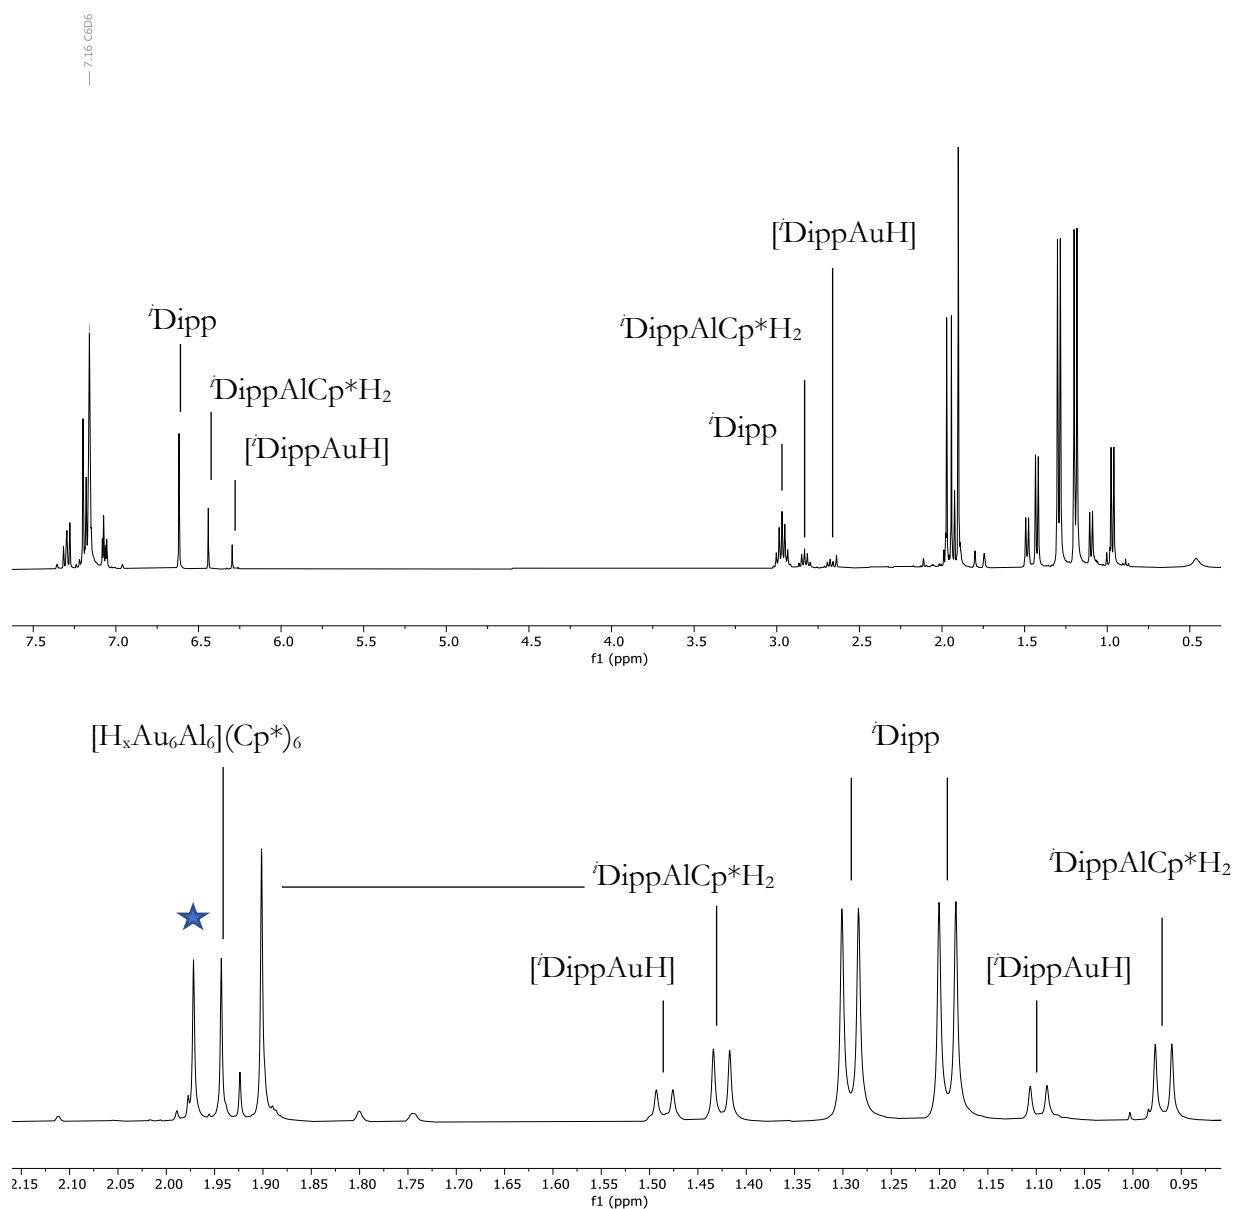 7.16 C6D6
[ⁱDippAuH]
ⁱDipp
ⁱDippAlCp*H₂
ⁱDippAlCp*H₂
ⁱDipp
[ⁱDippAuH]
7.5 7.0 6.5 6.0 5.5 5.0 4.5 4.0 3.5 3.0 2.5 2.0 1.5 1.0 0.5
f1 (ppm)
[HₓAu₆Al₆](Cp*)₆
ⁱDipp
ⁱDippAlCp*H₂
ⁱDippAlCp*H₂
[ⁱDippAuH]
[ⁱDippAuH]
2.15 2.10 2.05 2.00 1.95 1.90 1.85 1.80 1.75 1.70 1.65 1.60 1.55 1.50 1.45 1.40 1.35 1.30 1.25 1.20 1.15 1.10 1.05 1.00 0.95
f1 (ppm)